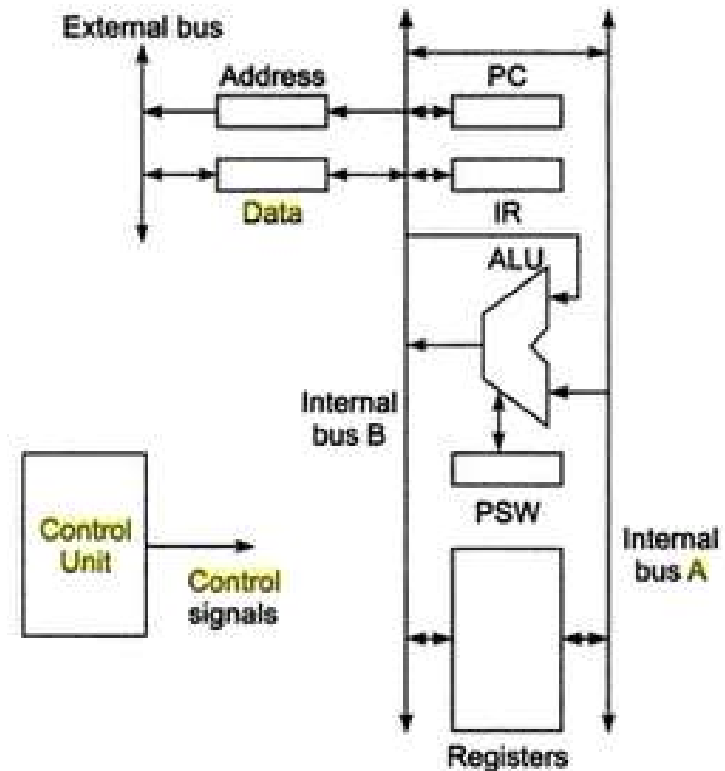 External bus
Address
PC
Data
IR
ALU
Internal
bus B
Control
Unit
PSW
Control
signals
Internal
bus A
Registers